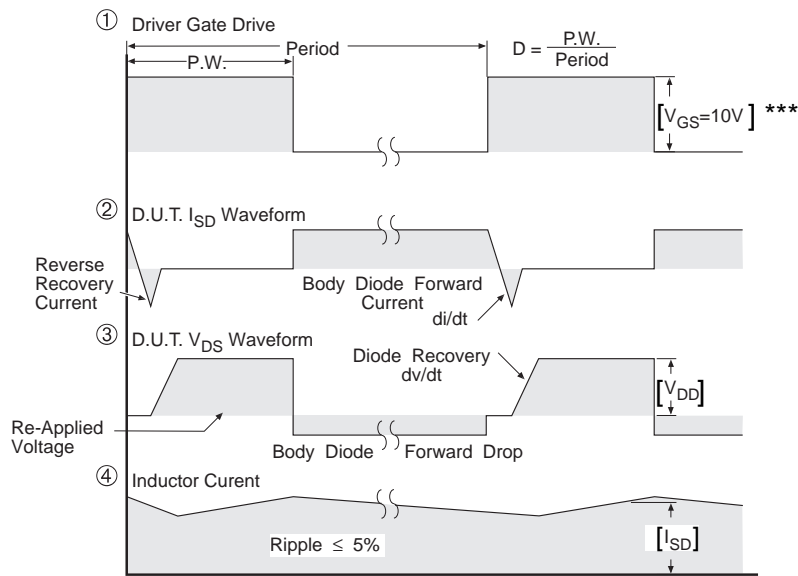 ① Driver Gate Drive
Period
P.W.
D = P.W. / Period
[VGS=10V] ***
② D.U.T. ISD Waveform
Reverse
Recovery
Current
Body Diode Forward
Current
di/dt
③ D.U.T. VDS Waveform
Diode Recovery
dv/dt
[VDD]
Re-Applied
Voltage
Body Diode Forward Drop
④ Inductor Curent
Ripple ≤ 5%
[ISD]